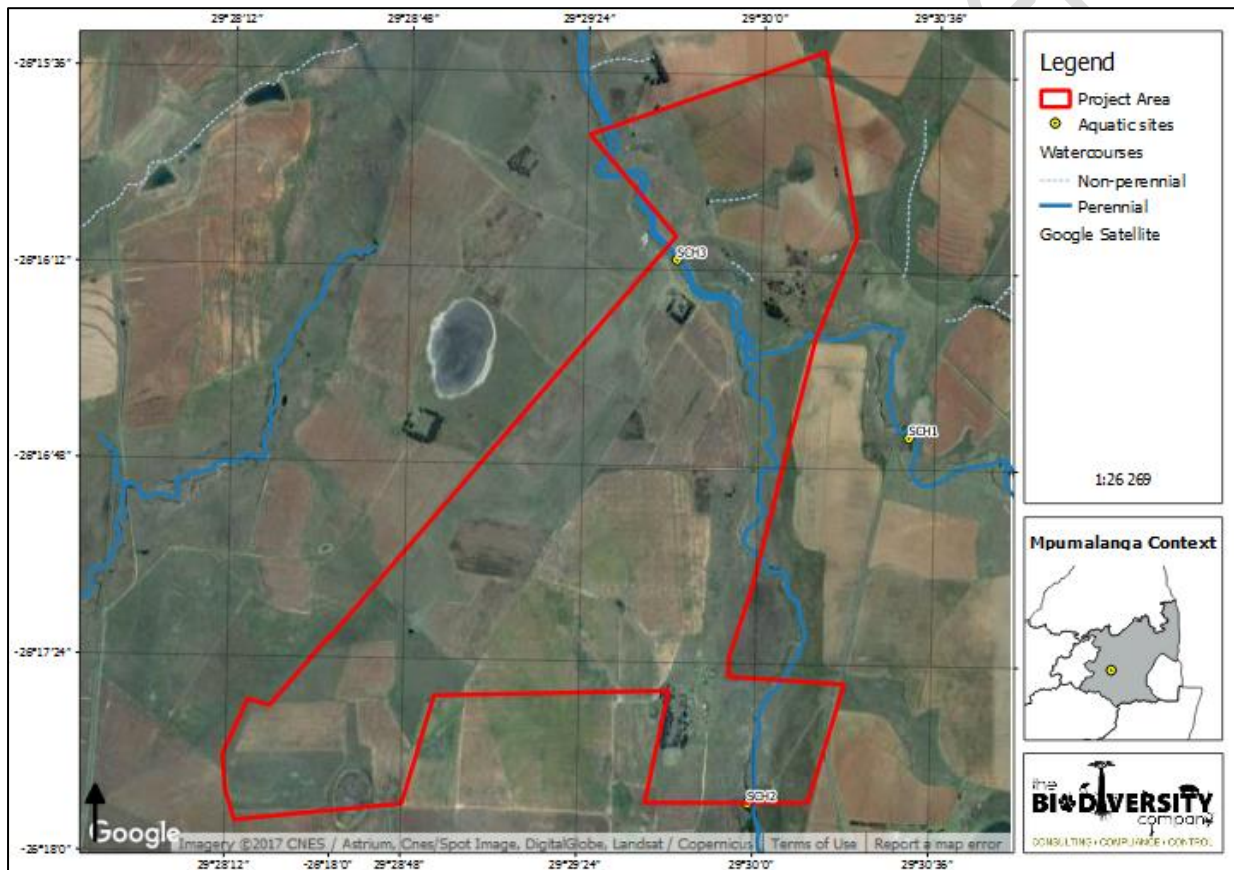 29°28'12" 29°28'48" 29°29'24" 29°30'0" 29°30'36"
-26°15'36"
-26°16'12"
-26°16'48"
-26°17'24"
-26°18'0"
SCH3
SCH1
SCH2
Google
Imagery ©2017 CNES / Astrium, Cnes/Spot Image, DigitalGlobe, Landsat / Copernicus Terms of Use Report a map error
29°28'12" 29°28'48" 29°29'24" 29°30'0" 29°30'36"
Legend
Project Area
Aquatic sites
Watercourses
Non-perennial
Perennial
Google Satellite
1:26 269
Mpumalanga Context
the
BIODIVERSITY
company
CONSULTING • COMPLIANCE • CONTROL